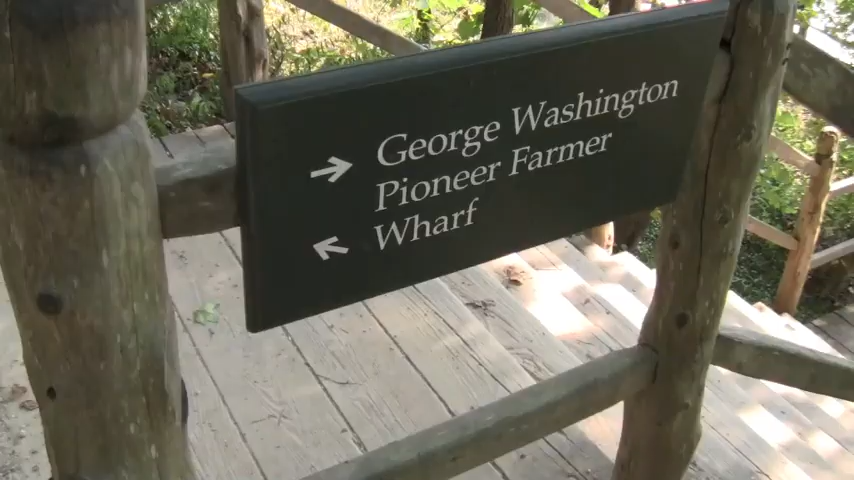 → George Washington
Pioneer Farmer
← Wharf